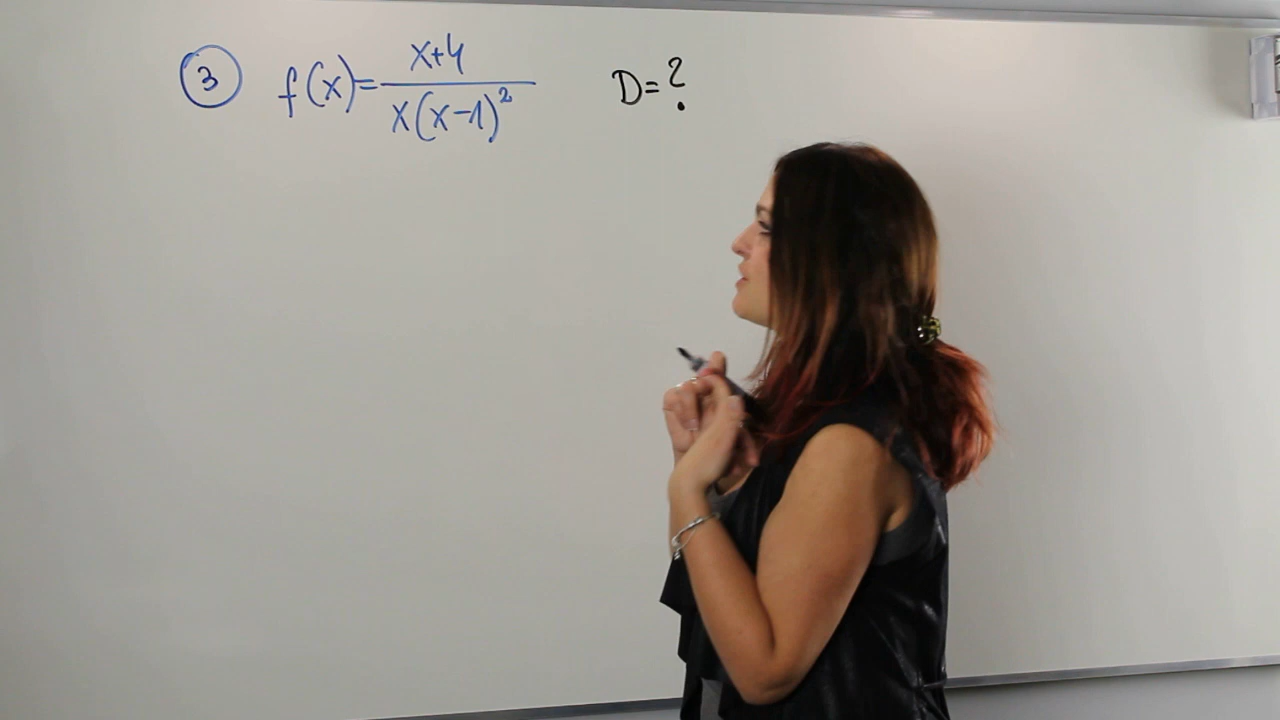 3 f(x)= x+4 / x(x-1)² D=?